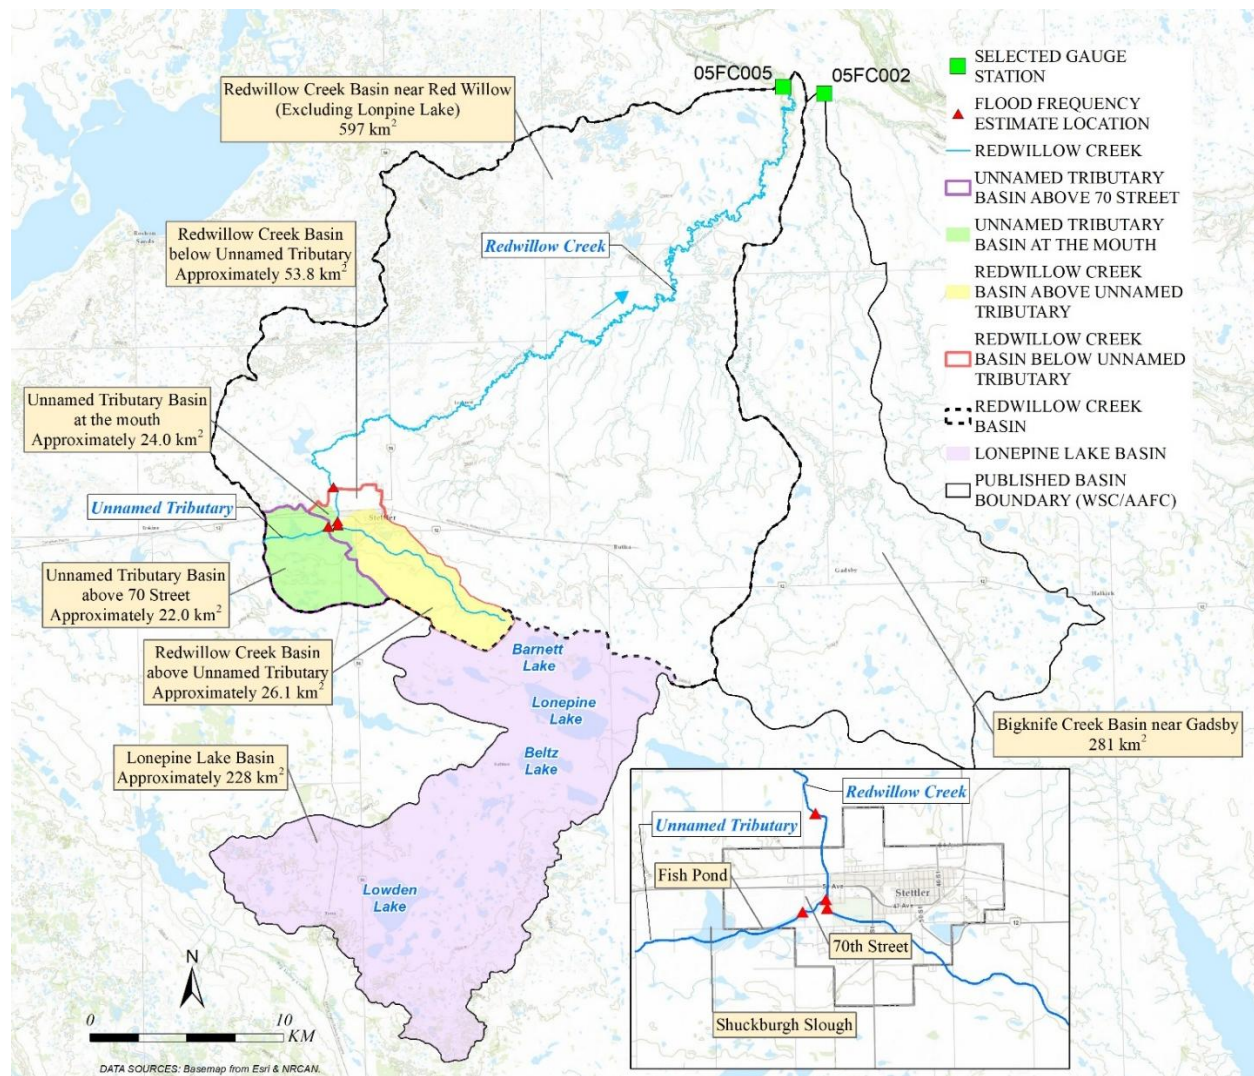 05FC005
05FC002
SELECTED GAUGE
STATION
FLOOD FREQUENCY
ESTIMATE LOCATION
REDWILLOW CREEK
UNNAMED TRIBUTARY
BASIN ABOVE 70 STREET
UNNAMED TRIBUTARY
BASIN AT THE MOUTH
REDWILLOW CREEK
BASIN ABOVE UNNAMED
TRIBUTARY
REDWILLOW CREEK
BASIN BELOW UNNAMED
TRIBUTARY
REDWILLOW CREEK
BASIN
LONEPINE LAKE BASIN
PUBLISHED BASIN
BOUNDARY (WSC/AAFC)
Redwillow Creek Basin near Red Willow
(Excluding Lonpine Lake)
597 km²
Redwillow Creek Basin
below Unnamed Tributary
Approximately 53.8 km²
Redwillow Creek
Unnamed Tributary Basin
at the mouth
Approximately 24.0 km²
Unnamed Tributary
Stettler
Gadsby
Halkirk
Unnamed Tributary Basin
above 70 Street
Approximately 22.0 km²
Redwillow Creek Basin
above Unnamed Tributary
Approximately 26.1 km²
Barnett
Lake
Lonepine
Lake
Beltz
Lake
Lonepine Lake Basin
Approximately 228 km²
Lowden
Lake
Bigknife Creek Basin near Gadsby
281 km²
Redwillow Creek
Unnamed Tributary
Fish Pond
Stettler
12
70th Street
Shuckburgh Slough
N
0 10
KM
DATA SOURCES: Basemap from Esri & NRCAN.